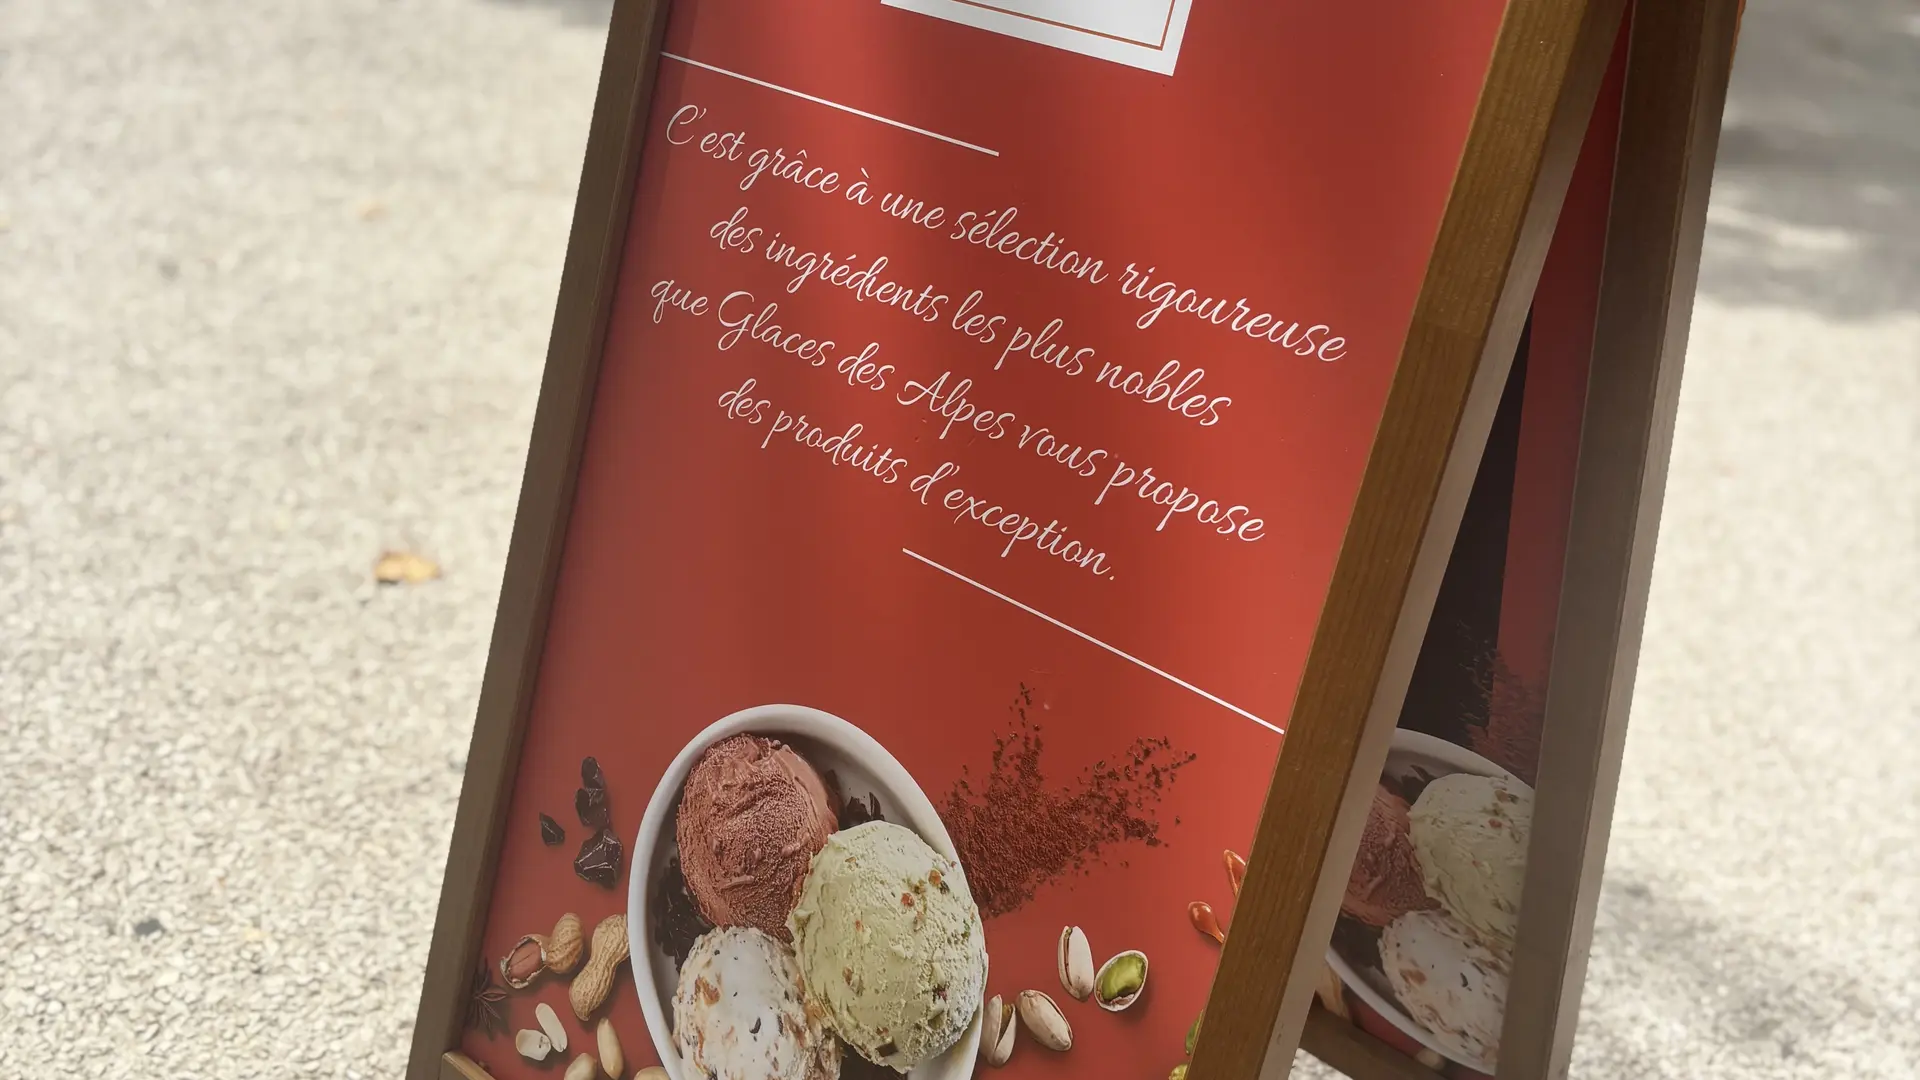 C'est grâce à une sélection rigoureuse
des ingrédients les plus nobles
que Glaces des Alpes vous propose
des produits d'exception.